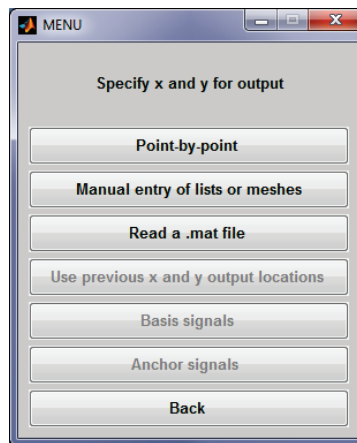 MENU
Specify x and y for output
Point-by-point
Manual entry of lists or meshes
Read a .mat file
Use previous x and y output locations
Basis signals
Anchor signals
Back